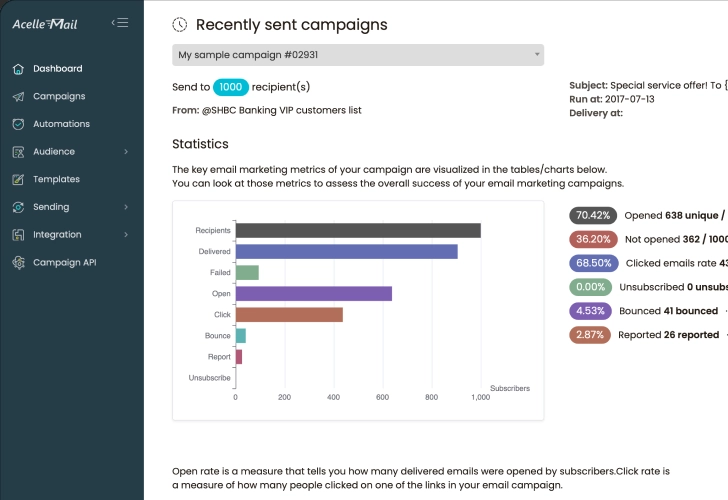 Acelle Mail
Dashboard
Campaigns
Automations
Audience
Templates
Sending
Integration
Campaign API
Recently sent campaigns
My sample campaign #02931
Send to 1000 recipient(s)
From: @SHBC Banking VIP customers list
Subject: Special service offer! To {
Run at: 2017-07-13
Delivery at:
Statistics
The key email marketing metrics of your campaign are visualized in the tables/charts below.
You can look at those metrics to assess the overall success of your email marketing campaigns.
Recipients
Delivered
Failed
Open
Click
Bounce
Report
Unsubscribe
Subscribers
0 200 400 600 800 1,000
70.42% Opened 638 unique /
36.20% Not opened 362 / 1000
68.50% Clicked emails rate 43
0.00% Unsubscribed 0 unsubs
4.53% Bounced 41 bounced
2.87% Reported 26 reported
Open rate is a measure that tells you how many delivered emails were opened by subscribers.Click rate is
a measure of how many people clicked on one of the links in your email campaign.